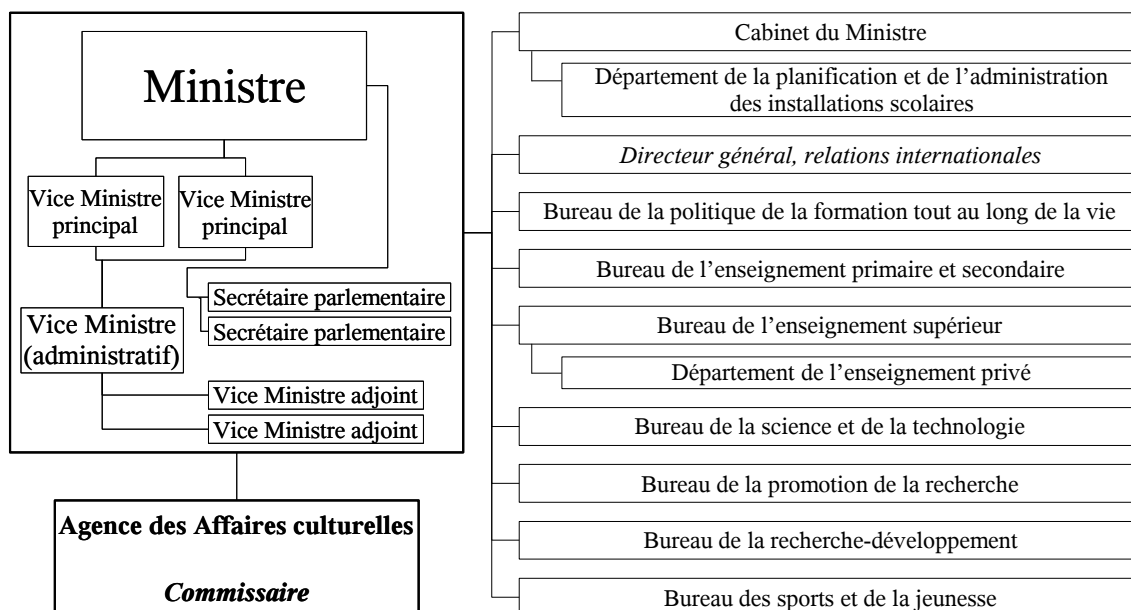 Ministre
Vice Ministre
principal
Vice Ministre
principal
Secrétaire parlementaire
Secrétaire parlementaire
Vice Ministre
(administratif)
Vice Ministre adjoint
Vice Ministre adjoint
Agence des Affaires culturelles
Commissaire
Cabinet du Ministre
Département de la planification et de l’administration
des installations scolaires
Directeur général, relations internationales
Bureau de la politique de la formation tout au long de la vie
Bureau de l’enseignement primaire et secondaire
Bureau de l’enseignement supérieur
Département de l’enseignement privé
Bureau de la science et de la technologie
Bureau de la promotion de la recherche
Bureau de la recherche-développement
Bureau des sports et de la jeunesse